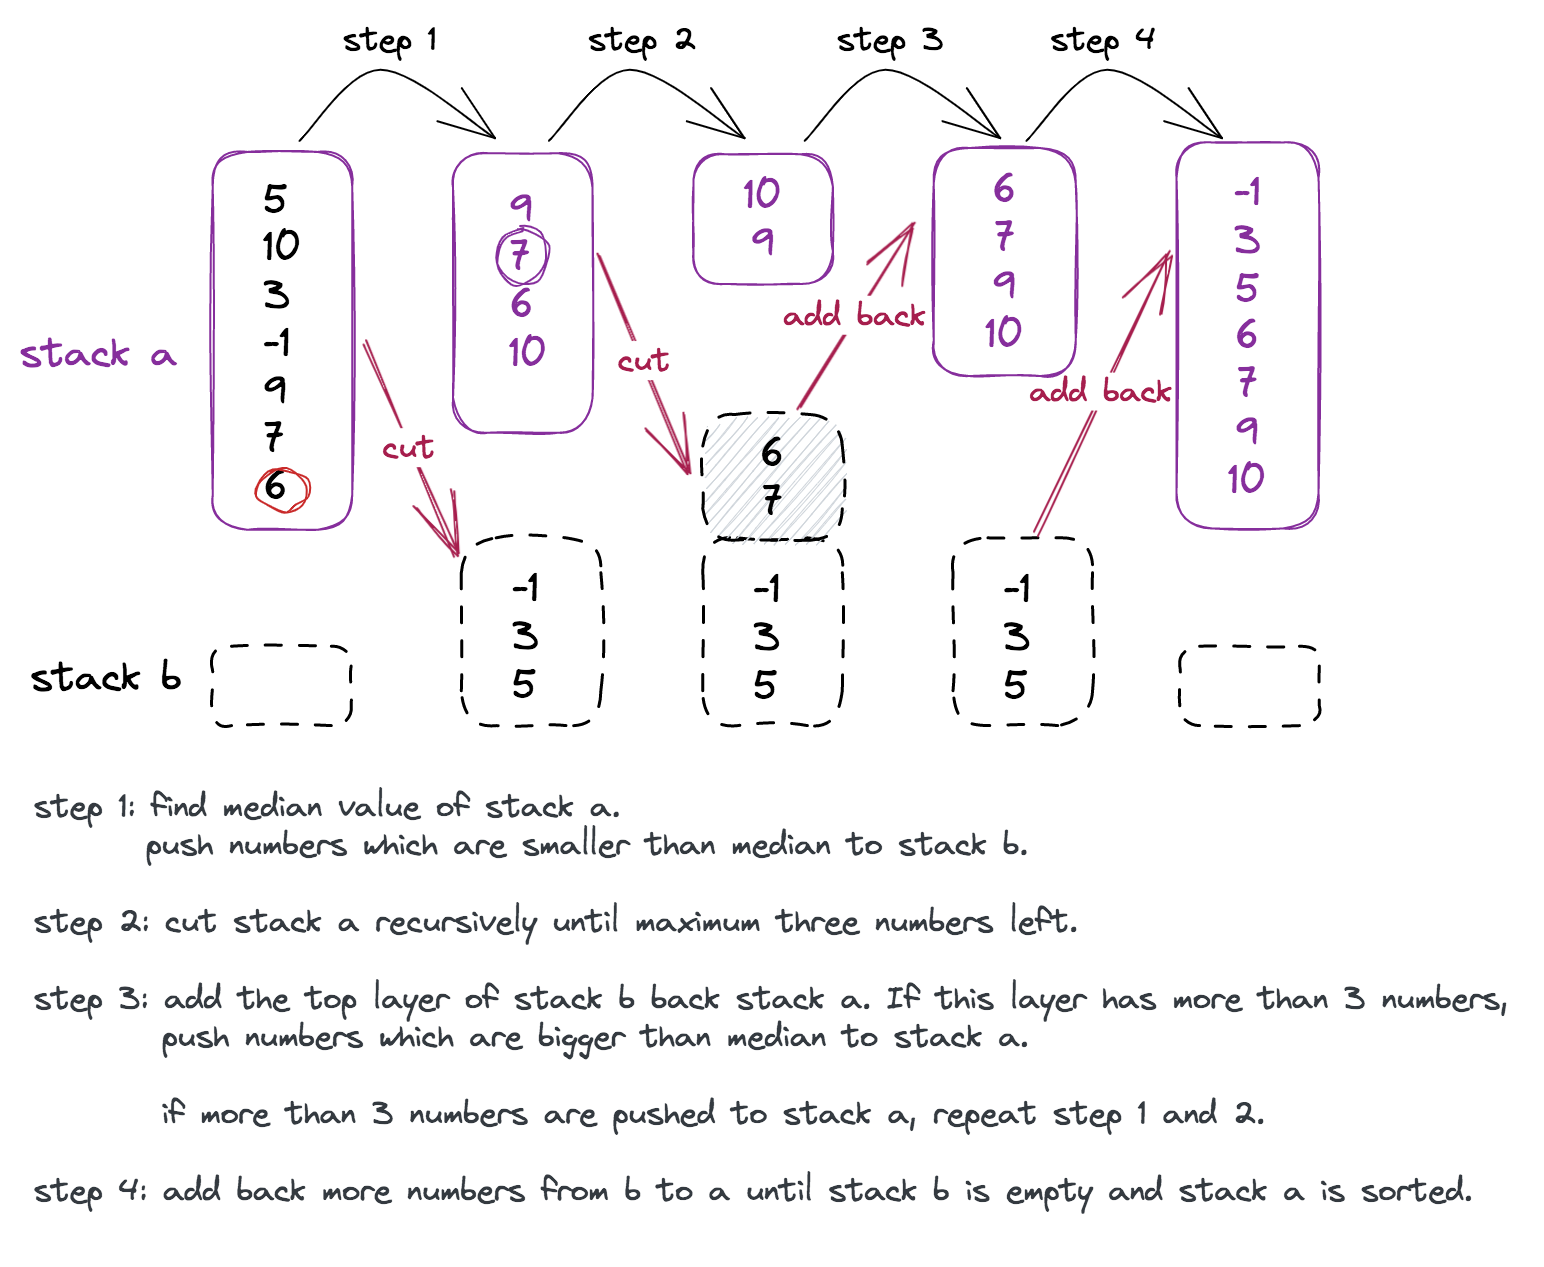 step 1
step 2
step 3
step 4
stack a
5
10
3
-1
9
7
6
9
7
6
10
10
9
6
7
9
10
-1
3
5
6
7
9
10
cut
cut
add back
add back
6
7
stack b
-1
3
5
-1
3
5
-1
3
5
step 1: find median value of stack a.
push numbers which are smaller than median to stack b.
step 2: cut stack a recursively until maximum three numbers left.
step 3: add the top layer of stack b back stack a. If this layer has more than 3 numbers,
push numbers which are bigger than median to stack a.
if more than 3 numbers are pushed to stack a, repeat step 1 and 2.
step 4: add back more numbers from b to a until stack b is empty and stack a is sorted.